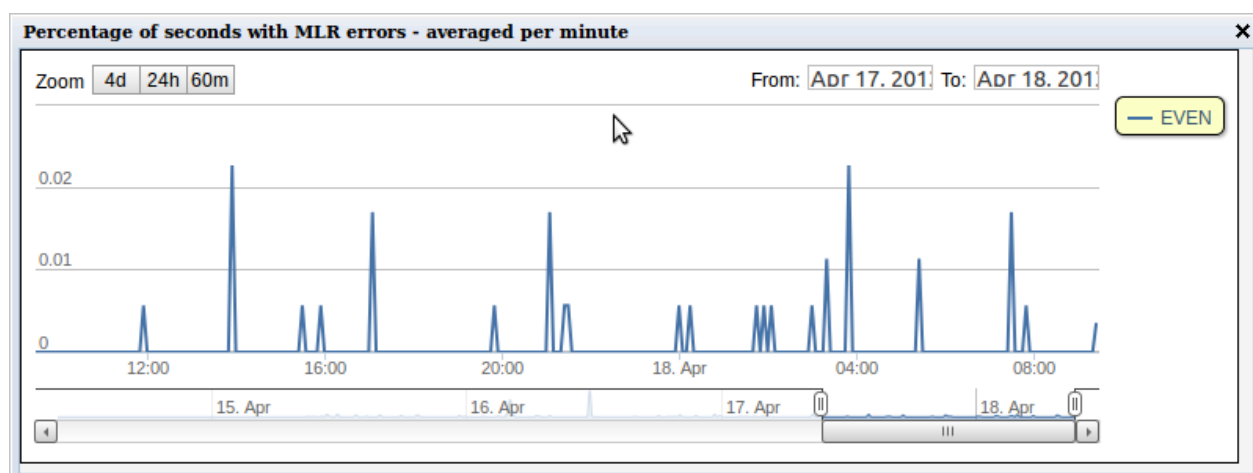 Percentage of seconds with MLR errors - averaged per minute
Zoom 4d 24h 60m From: Apr 17, 201 To: Apr 18, 201
EVEN
0.02
0.01
0
12:00 16:00 20:00 18. Apr 04:00 08:00
15. Apr 16. Apr 17. Apr 18. Apr